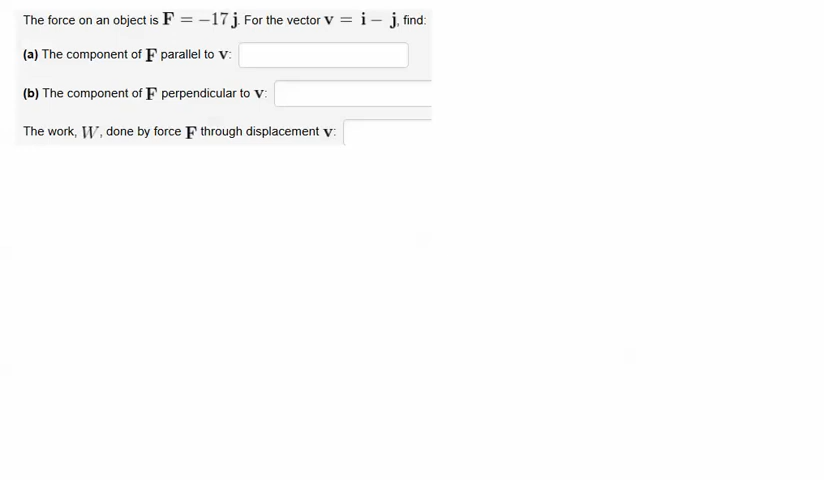 The force on an object is F = −17 j. For the vector v = i − j, find:
(a) The component of F parallel to v:
(b) The component of F perpendicular to v:
The work, W, done by force F through displacement v: